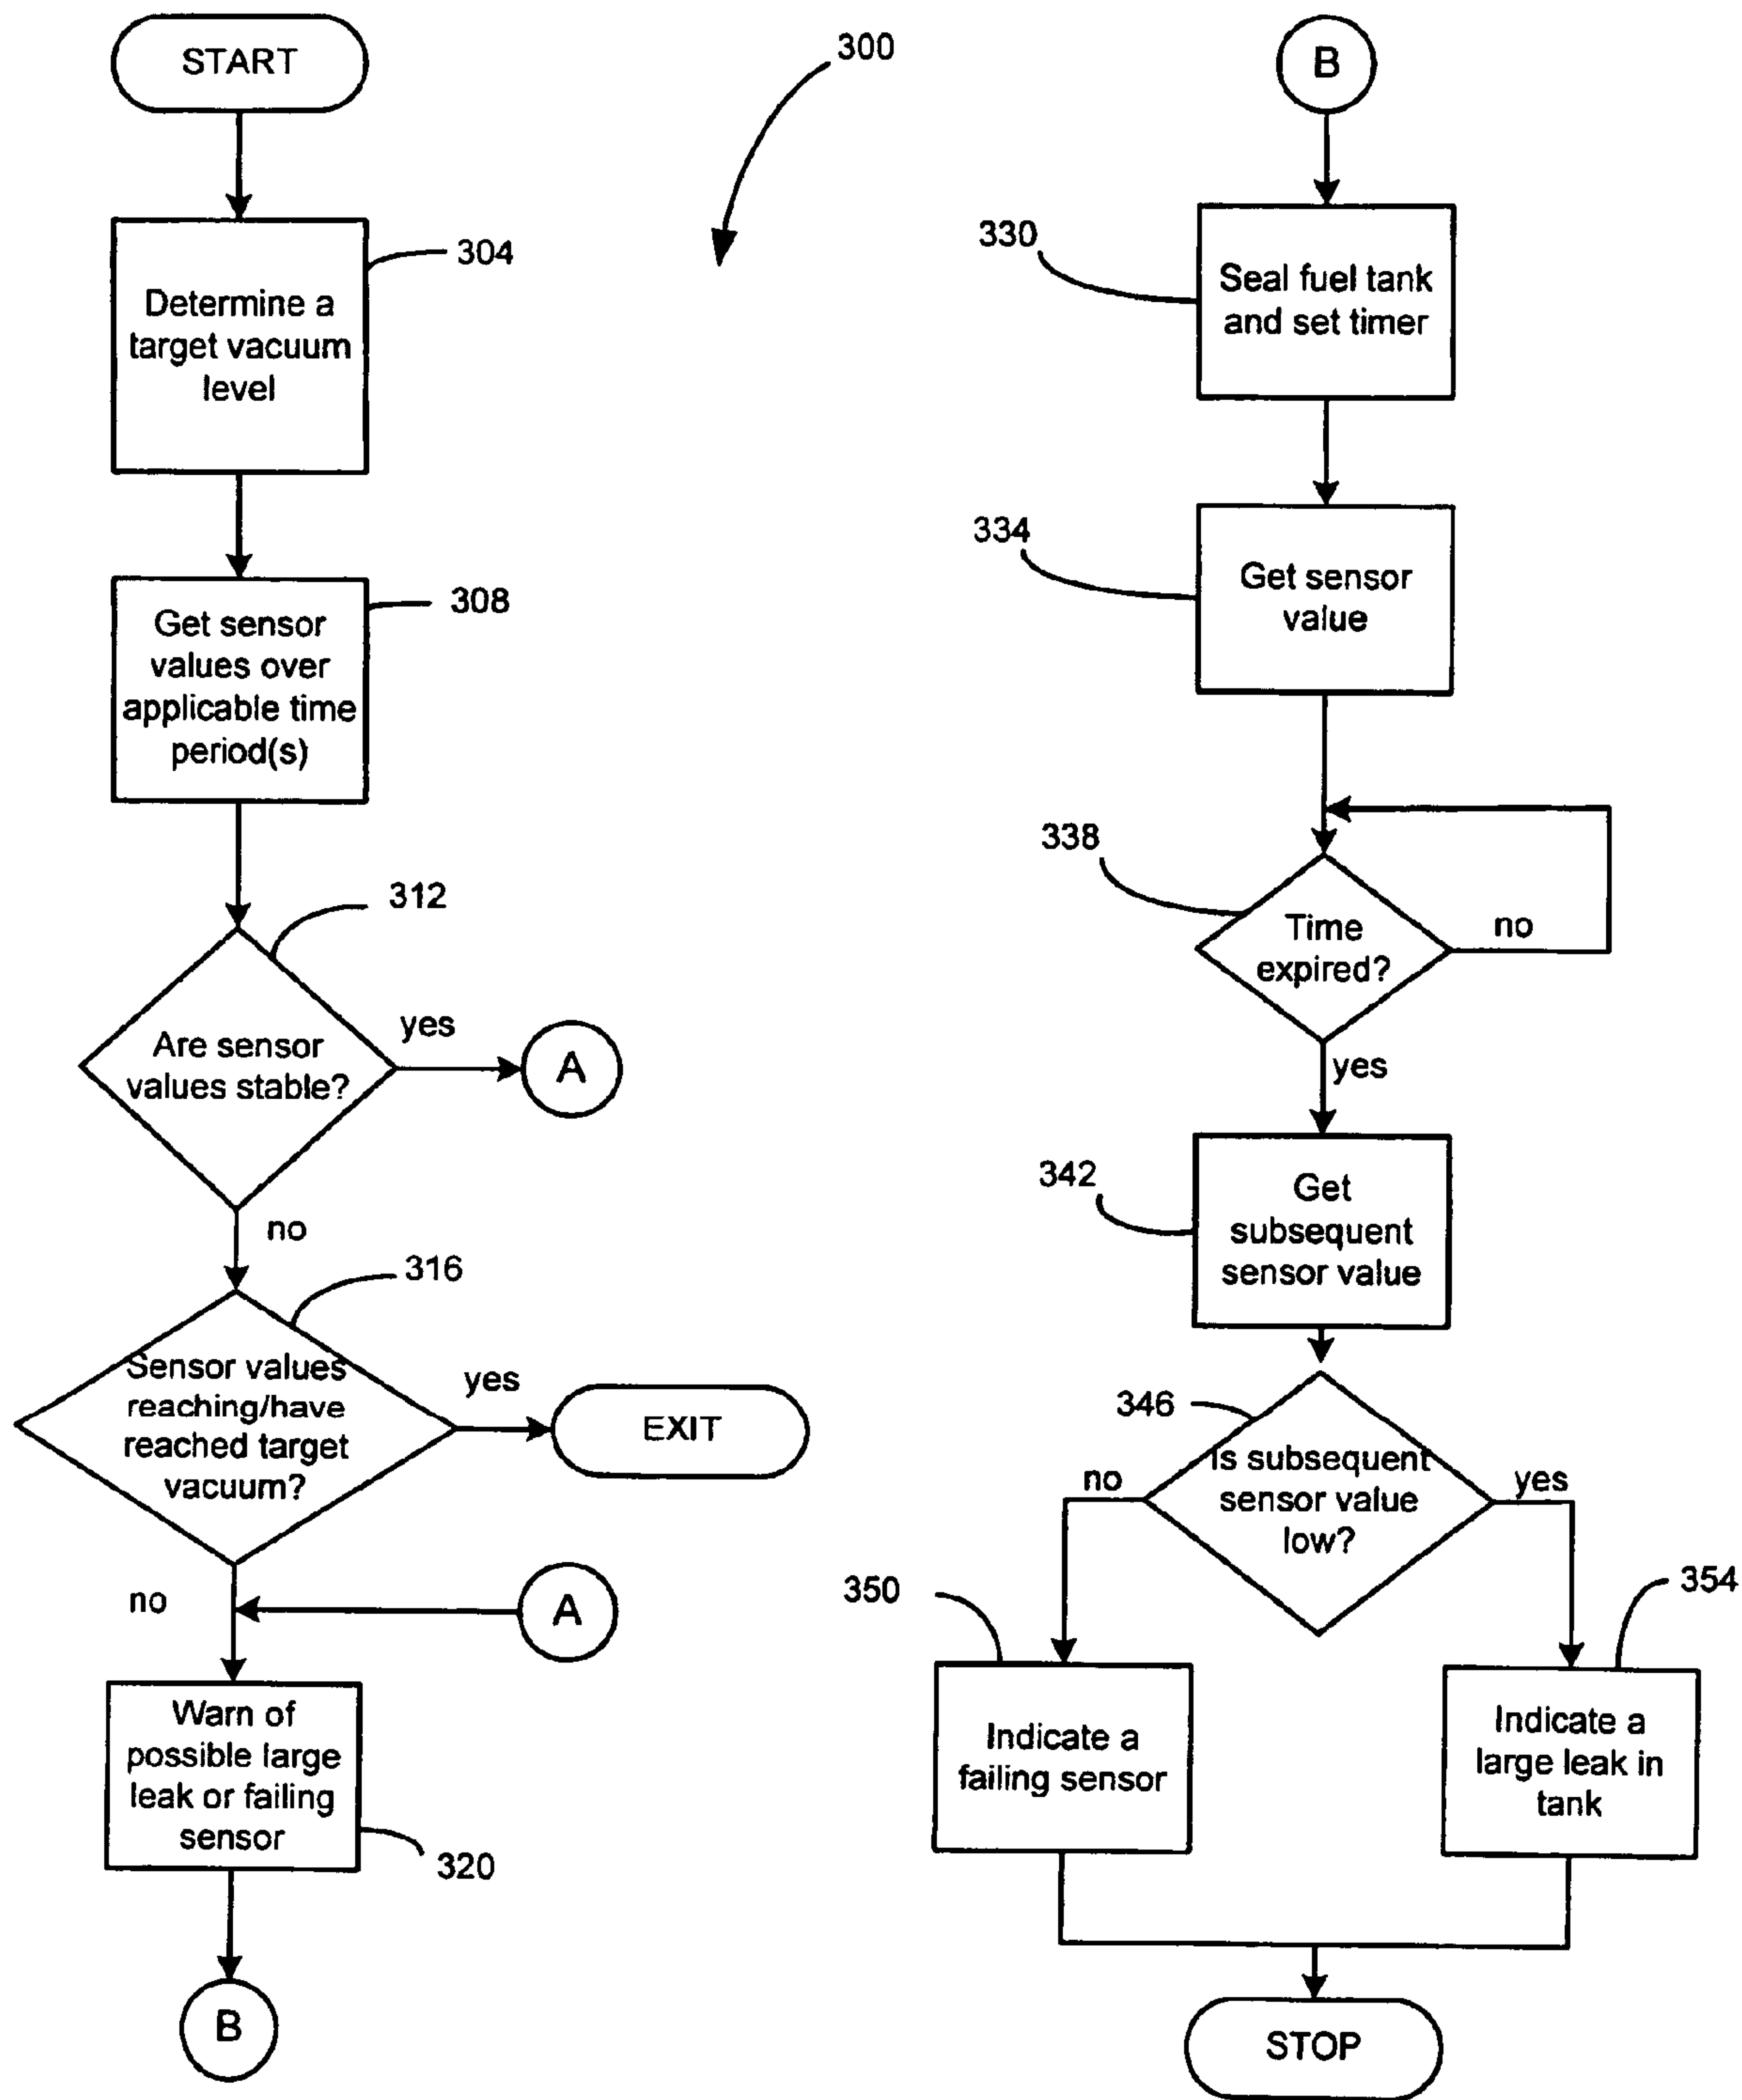 START
300
304
Determine a
target vacuum
level
308
Get sensor
values over
applicable time
period(s)
312
Are sensor
values stable?
yes
A
no
316
Sensor values
reaching/have
reached target
vacuum?
yes
EXIT
no
A
Warn of
possible large
leak or failing
sensor
320
B
B
330
Seal fuel tank
and set timer
334
Get sensor
value
338
Time
expired?
no
yes
342
Get
subsequent
sensor value
346
Is subsequent
sensor value
low?
no
yes
350
Indicate a
failing sensor
354
Indicate a
large leak in
tank
STOP